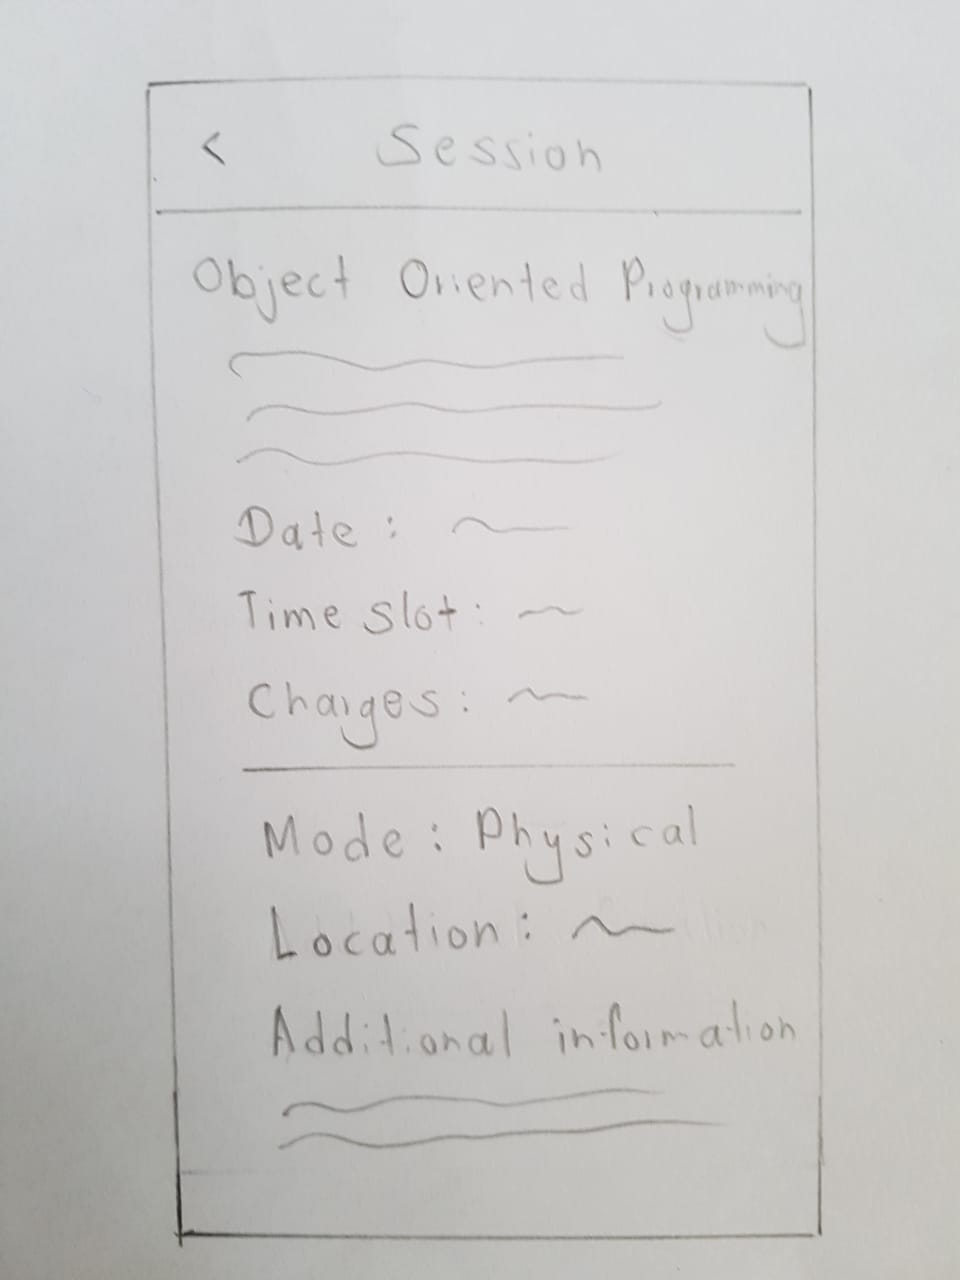 < Session
Object Oriented Programming
Date :
Time slot :
Charges :
Mode : Physical
Location :
Additional information